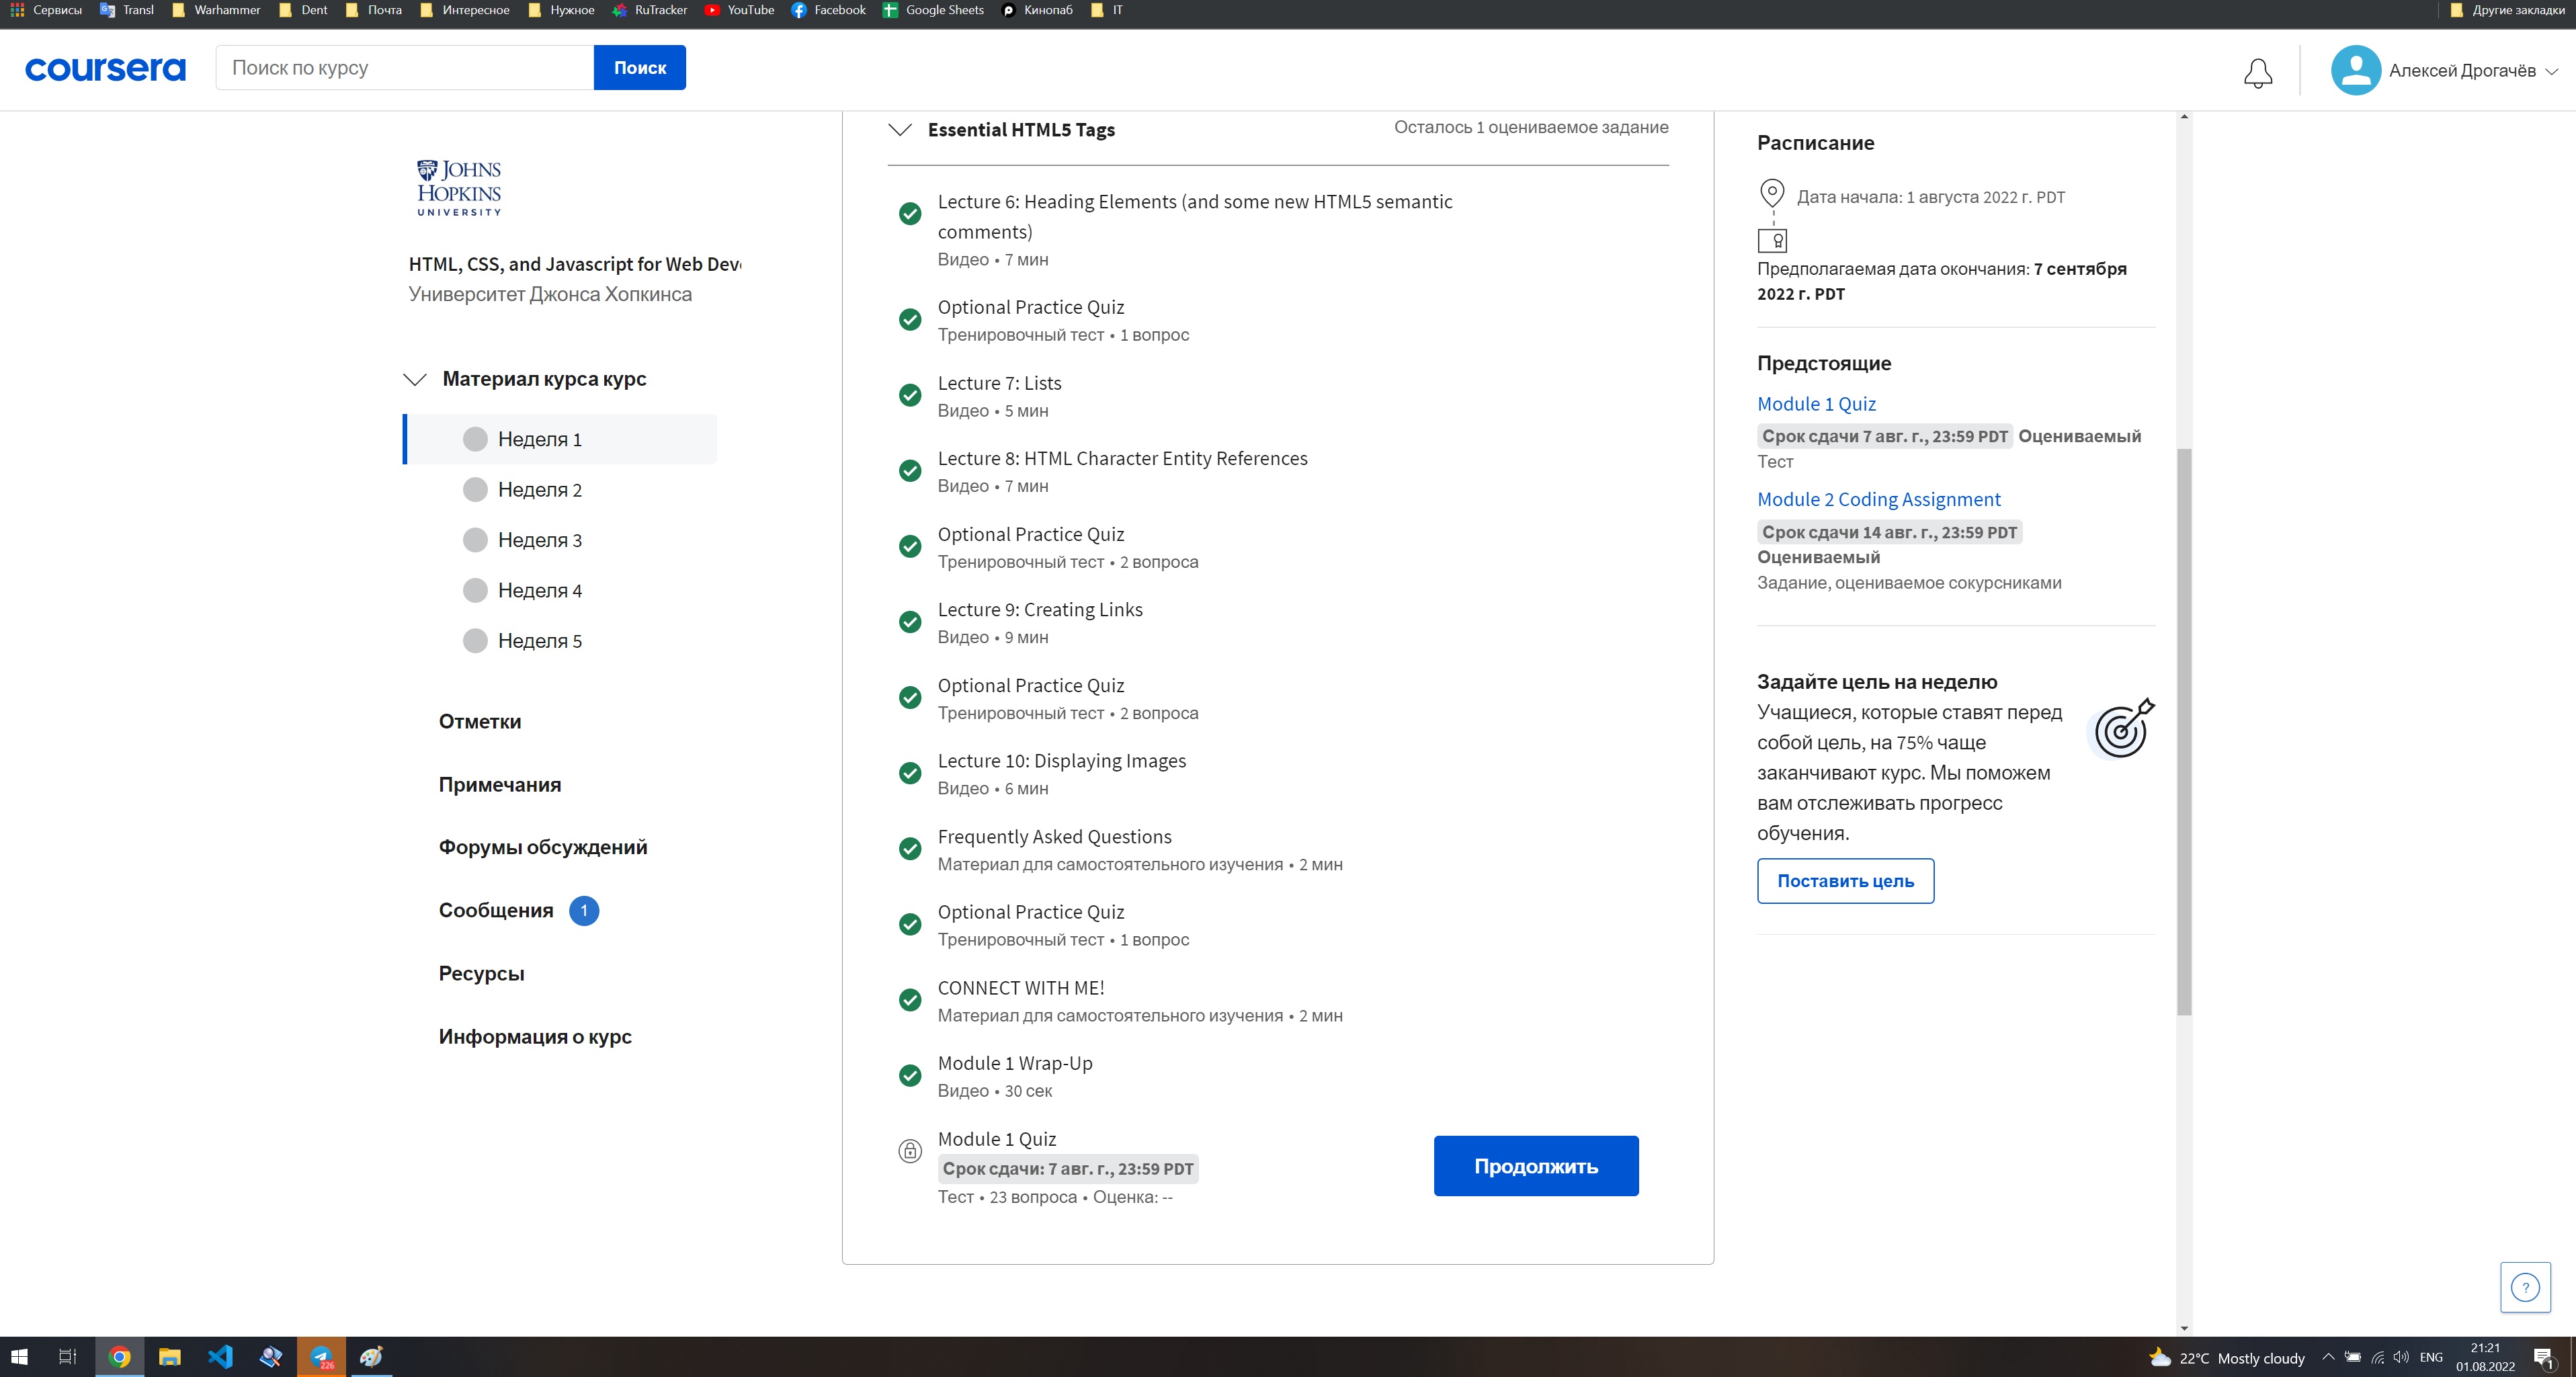 Сервисы Transl Warhammer Dent Почта Интересное Нужное RuTracker YouTube Facebook Google Sheets Кинопаб IT Другие закладки
coursera Поиск по курсу Поиск Алексей Дрогачёв
JOHNS
HOPKINS
UNIVERSITY
HTML, CSS, and Javascript for Web Dev
Университет Джонса Хопкинса
Материал курса курс
Неделя 1
Неделя 2
Неделя 3
Неделя 4
Неделя 5
Отметки
Примечания
Форумы обсуждений
Сообщения 1
Ресурсы
Информация о курс
Essential HTML5 Tags Осталось 1 оцениваемое задание
Lecture 6: Heading Elements (and some new HTML5 semantic
comments)
Видео • 7 мин
Optional Practice Quiz
Тренировочный тест • 1 вопрос
Lecture 7: Lists
Видео • 5 мин
Lecture 8: HTML Character Entity References
Видео • 7 мин
Optional Practice Quiz
Тренировочный тест • 2 вопроса
Lecture 9: Creating Links
Видео • 9 мин
Optional Practice Quiz
Тренировочный тест • 2 вопроса
Lecture 10: Displaying Images
Видео • 6 мин
Frequently Asked Questions
Материал для самостоятельного изучения • 2 мин
Optional Practice Quiz
Тренировочный тест • 1 вопрос
CONNECT WITH ME!
Материал для самостоятельного изучения • 2 мин
Module 1 Wrap-Up
Видео • 30 сек
Module 1 Quiz
Срок сдачи: 7 авг. г., 23:59 PDT
Тест • 23 вопроса • Оценка: --
Продолжить
Расписание
Дата начала: 1 августа 2022 г. PDT
Предполагаемая дата окончания: 7 сентября
2022 г. PDT
Предстоящие
Module 1 Quiz
Срок сдачи 7 авг. г., 23:59 PDT Оцениваемый
Тест
Module 2 Coding Assignment
Срок сдачи 14 авг. г., 23:59 PDT
Оцениваемый
Задание, оцениваемое сокурсниками
Задайте цель на неделю
Учащиеся, которые ставят перед
собой цель, на 75% чаще
заканчивают курс. Мы поможем
вам отслеживать прогресс
обучения.
Поставить цель
?
226
22°C Mostly cloudy ENG
21:21
01.08.2022
1